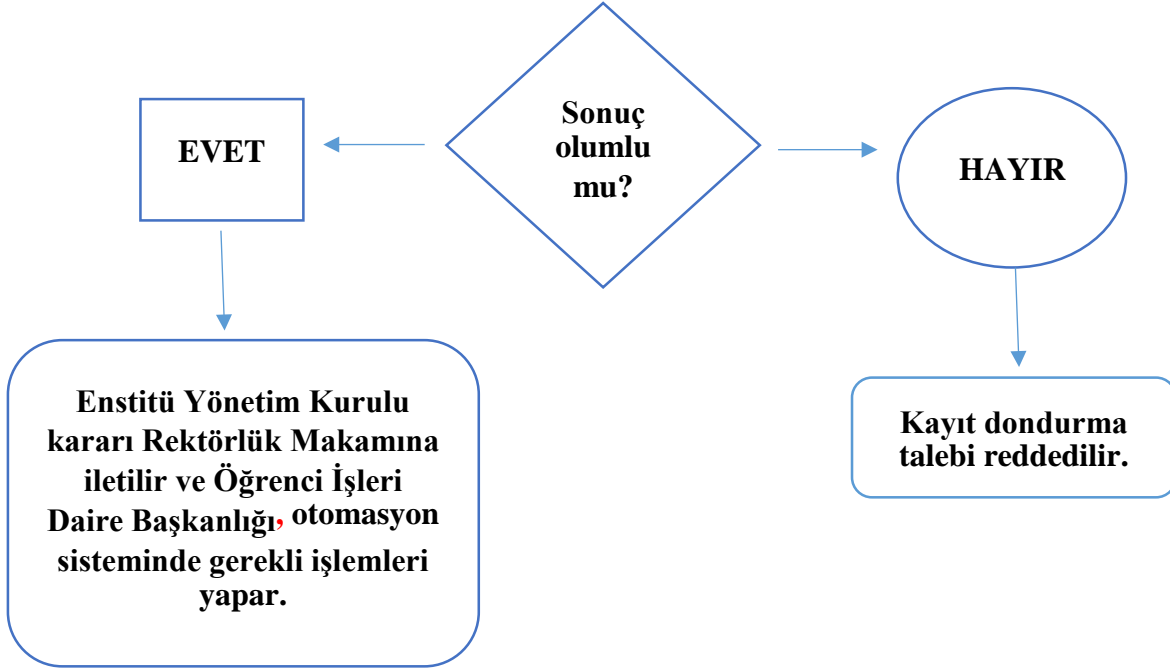 Sonuç
olumlu
mu?
EVET
HAYIR
Enstitü Yönetim Kurulu
kararı Rektörlük Makamına
iletilir ve Öğrenci İşleri
Daire Başkanlığı, otomasyon
sisteminde gerekli işlemleri
yapar.
Kayıt dondurma
talebi reddedilir.